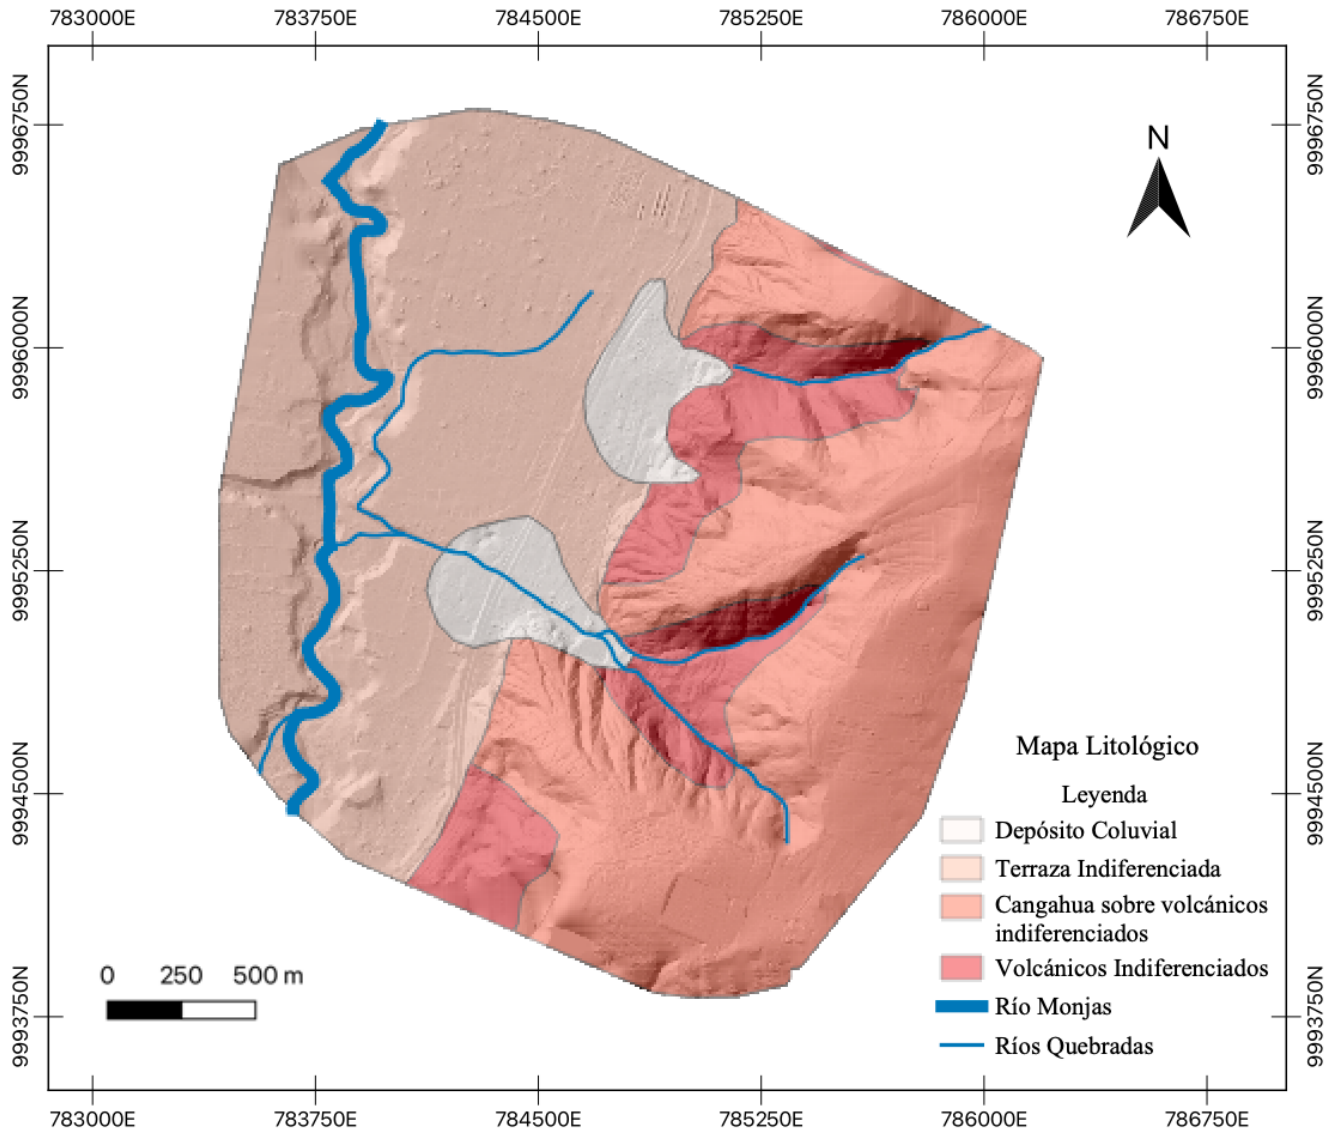 783000E 783750E 784500E 785250E 786000E 786750E
9996750N 9996750N
N
9996000N 9996000N
9995250N 9995250N
Mapa Litológico
9994500N 9994500N
Leyenda
Depósito Coluvial
Terraza Indiferenciada
Cangahua sobre volcánicos
indiferenciados
Volcánicos Indiferenciados
0 250 500 m
Río Monjas
9993750N 9993750N
Ríos Quebradas
783000E 783750E 784500E 785250E 786000E 786750E